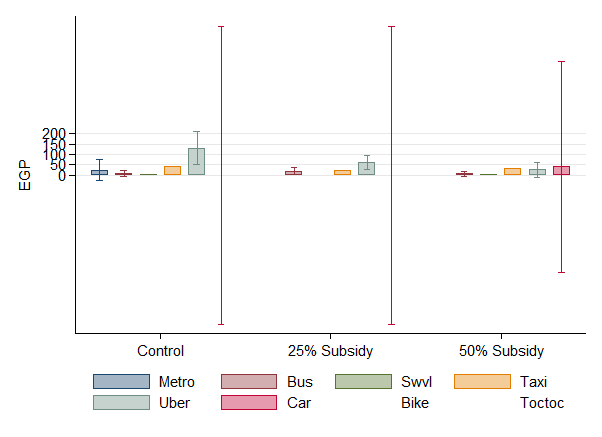 EGP
200
150
100
50
0
Control 25% Subsidy 50% Subsidy
Metro Bus Swvl Taxi
Uber Car Bike Toctoc